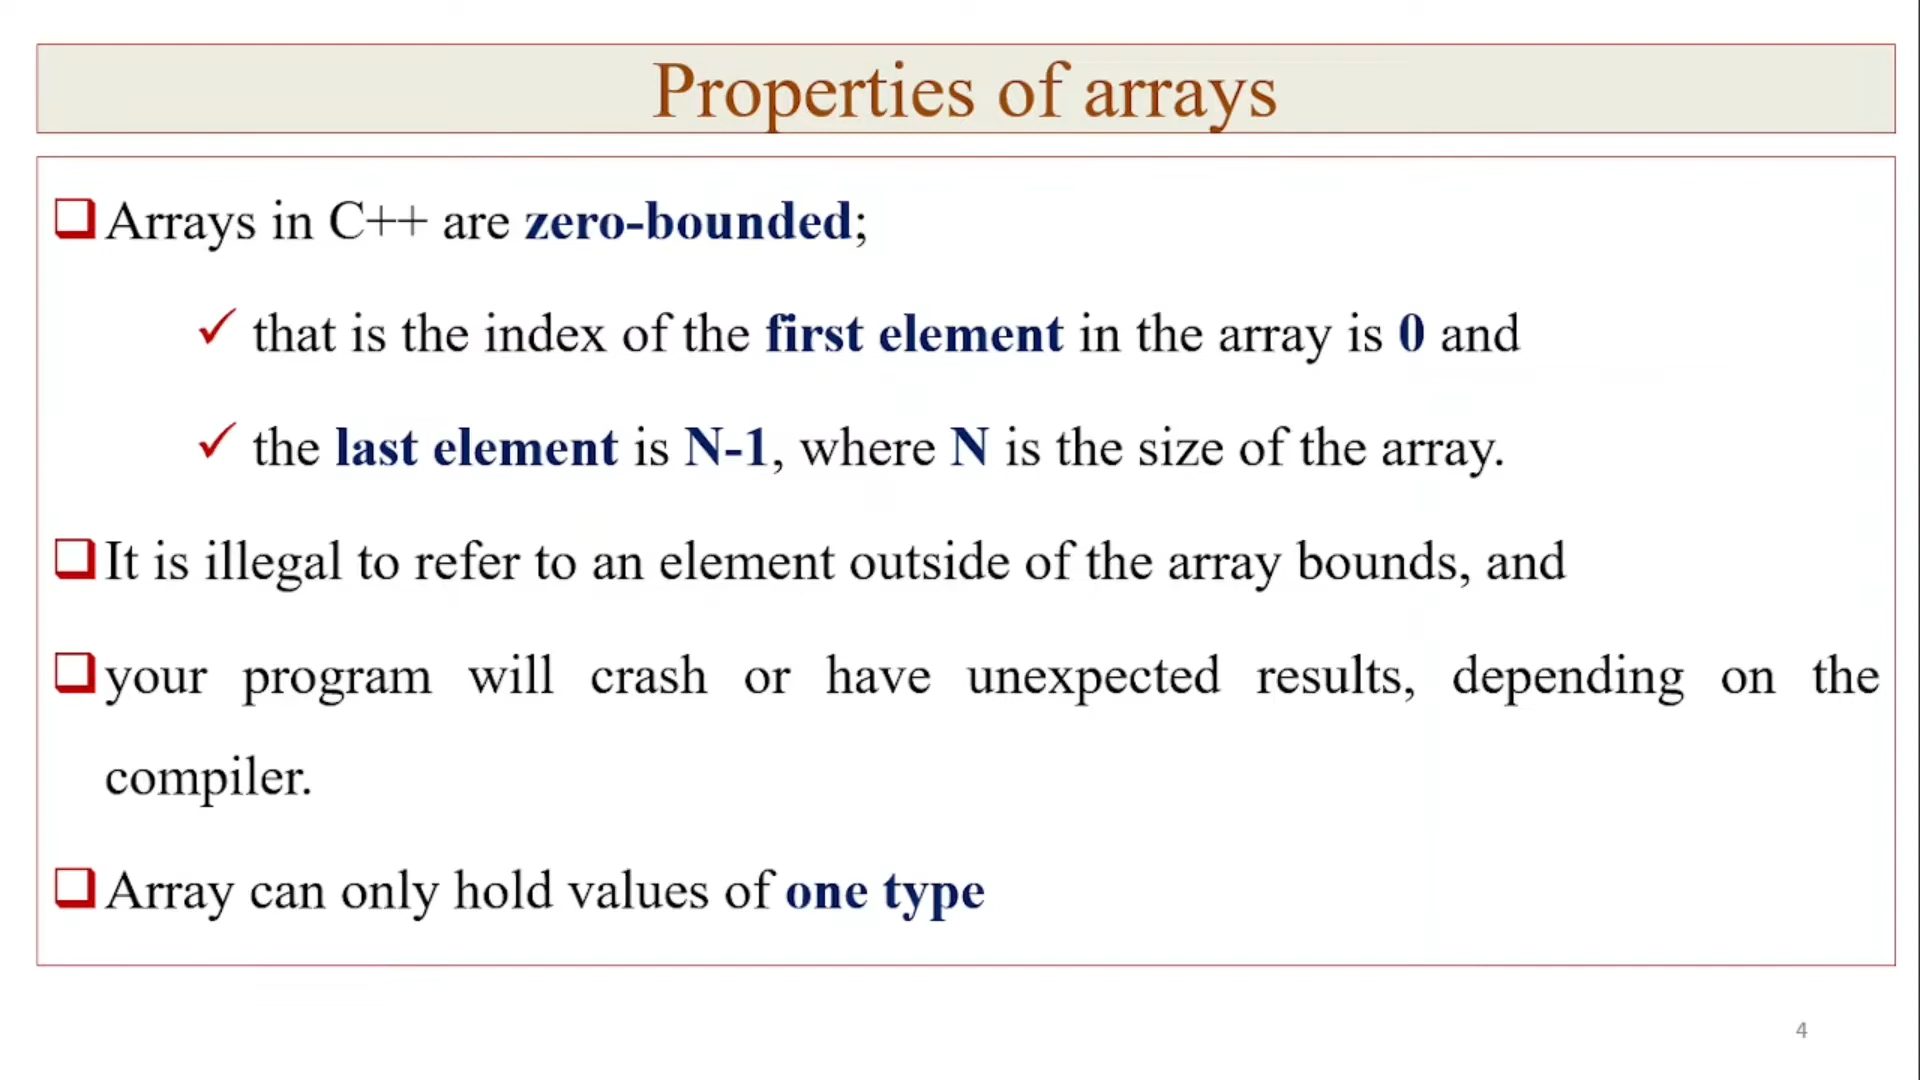 Properties of arrays
Arrays in C++ are zero-bounded;
that is the index of the first element in the array is 0 and
the last element is N-1, where N is the size of the array.
It is illegal to refer to an element outside of the array bounds, and
your program will crash or have unexpected results, depending on the
compiler.
Array can only hold values of one type
4